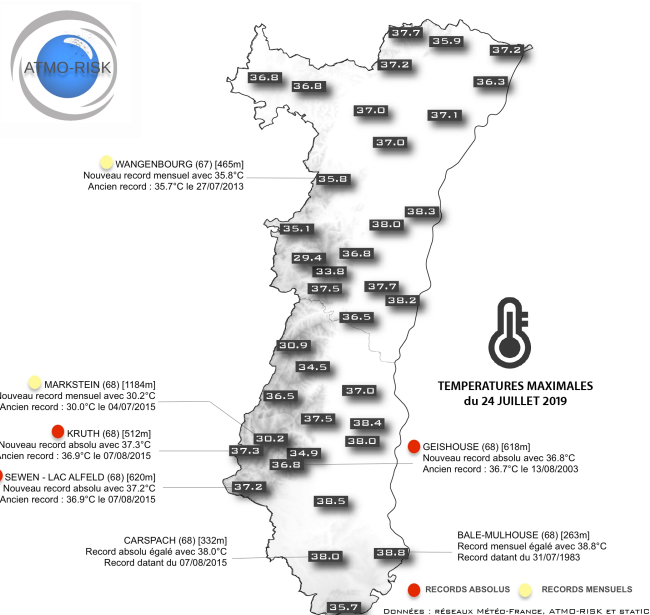 ATMO-RISK
37.7
35.9
37.2
37.2
36.8
36.8
36.3
37.0
37.1
37.0
WANGENBOURG (67) [465m]
Nouveau record mensuel avec 35.8°C
Ancien record : 35.7°C le 27/07/2013
35.8
38.3
38.0
35.1
36.8
29.4
33.8
37.5
37.7
38.2
36.5
30.9
34.5
TEMPERATURES MAXIMALES
du 24 JUILLET 2019
MARKSTEIN (68) [1184m]
Nouveau record mensuel avec 30.2°C
Ancien record : 30.0°C le 04/07/2015
36.5
37.0
37.5
38.4
KRUTH (68) [512m]
Nouveau record absolu avec 37.3°C
Ancien record : 36.9°C le 07/08/2015
30.2
38.0
37.3
34.9
36.8
GEISHOUSE (68) [618m]
Nouveau record absolu avec 36.8°C
Ancien record : 36.7°C le 13/08/2003
SEWEN - LAC ALFELD (68) [620m]
Nouveau record absolu avec 37.2°C
Ancien record : 36.9°C le 07/08/2015
37.2
38.5
CARSPACH (68) [332m]
Record absolu égalé avec 38.0°C
Record datant du 07/08/2015
38.0
38.8
BALE-MULHOUSE (68) [263m]
Record mensuel égalé avec 38.8°C
Record datant du 31/07/1983
35.7
RECORDS ABSOLUS
RECORDS MENSUELS
DONNÉES : RÉSEAUX MÉTÉO-FRANCE, ATMO-RISK ET STATIC